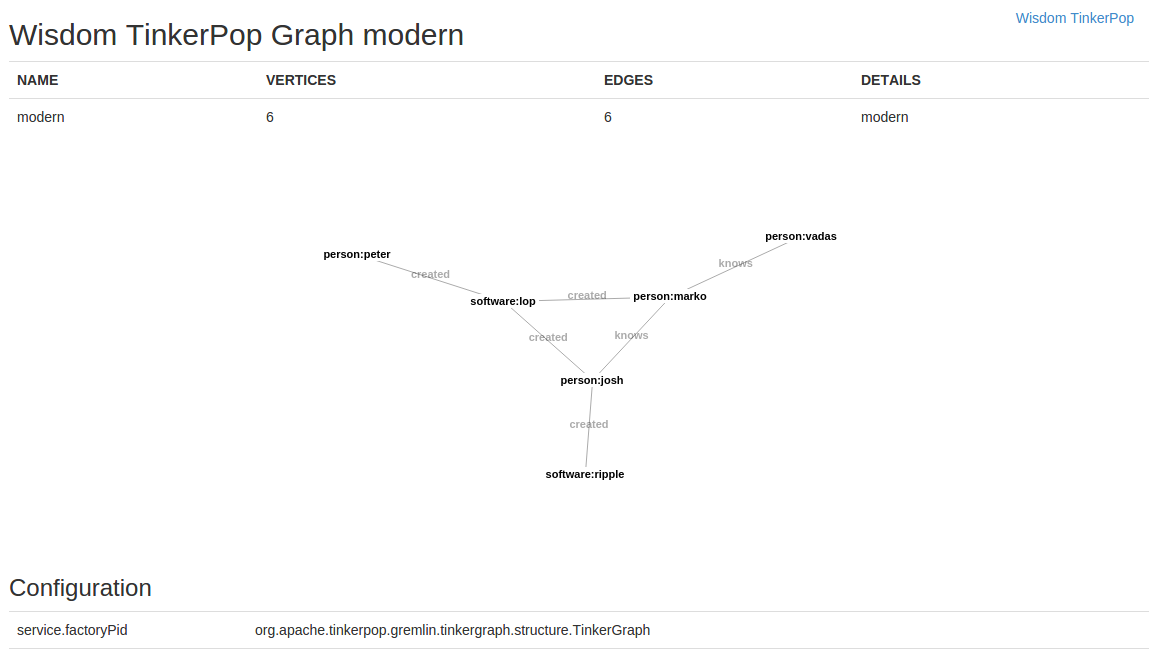 Wisdom TinkerPop
Wisdom TinkerPop Graph modern
NAME VERTICES EDGES DETAILS
modern 6 6 modern
person:vadas
person:peter
knows
created
created
software:lop
person:marko
created
knows
person:josh
created
software:ripple
Configuration
service.factoryPid org.apache.tinkerpop.gremlin.tinkergraph.structure.TinkerGraph